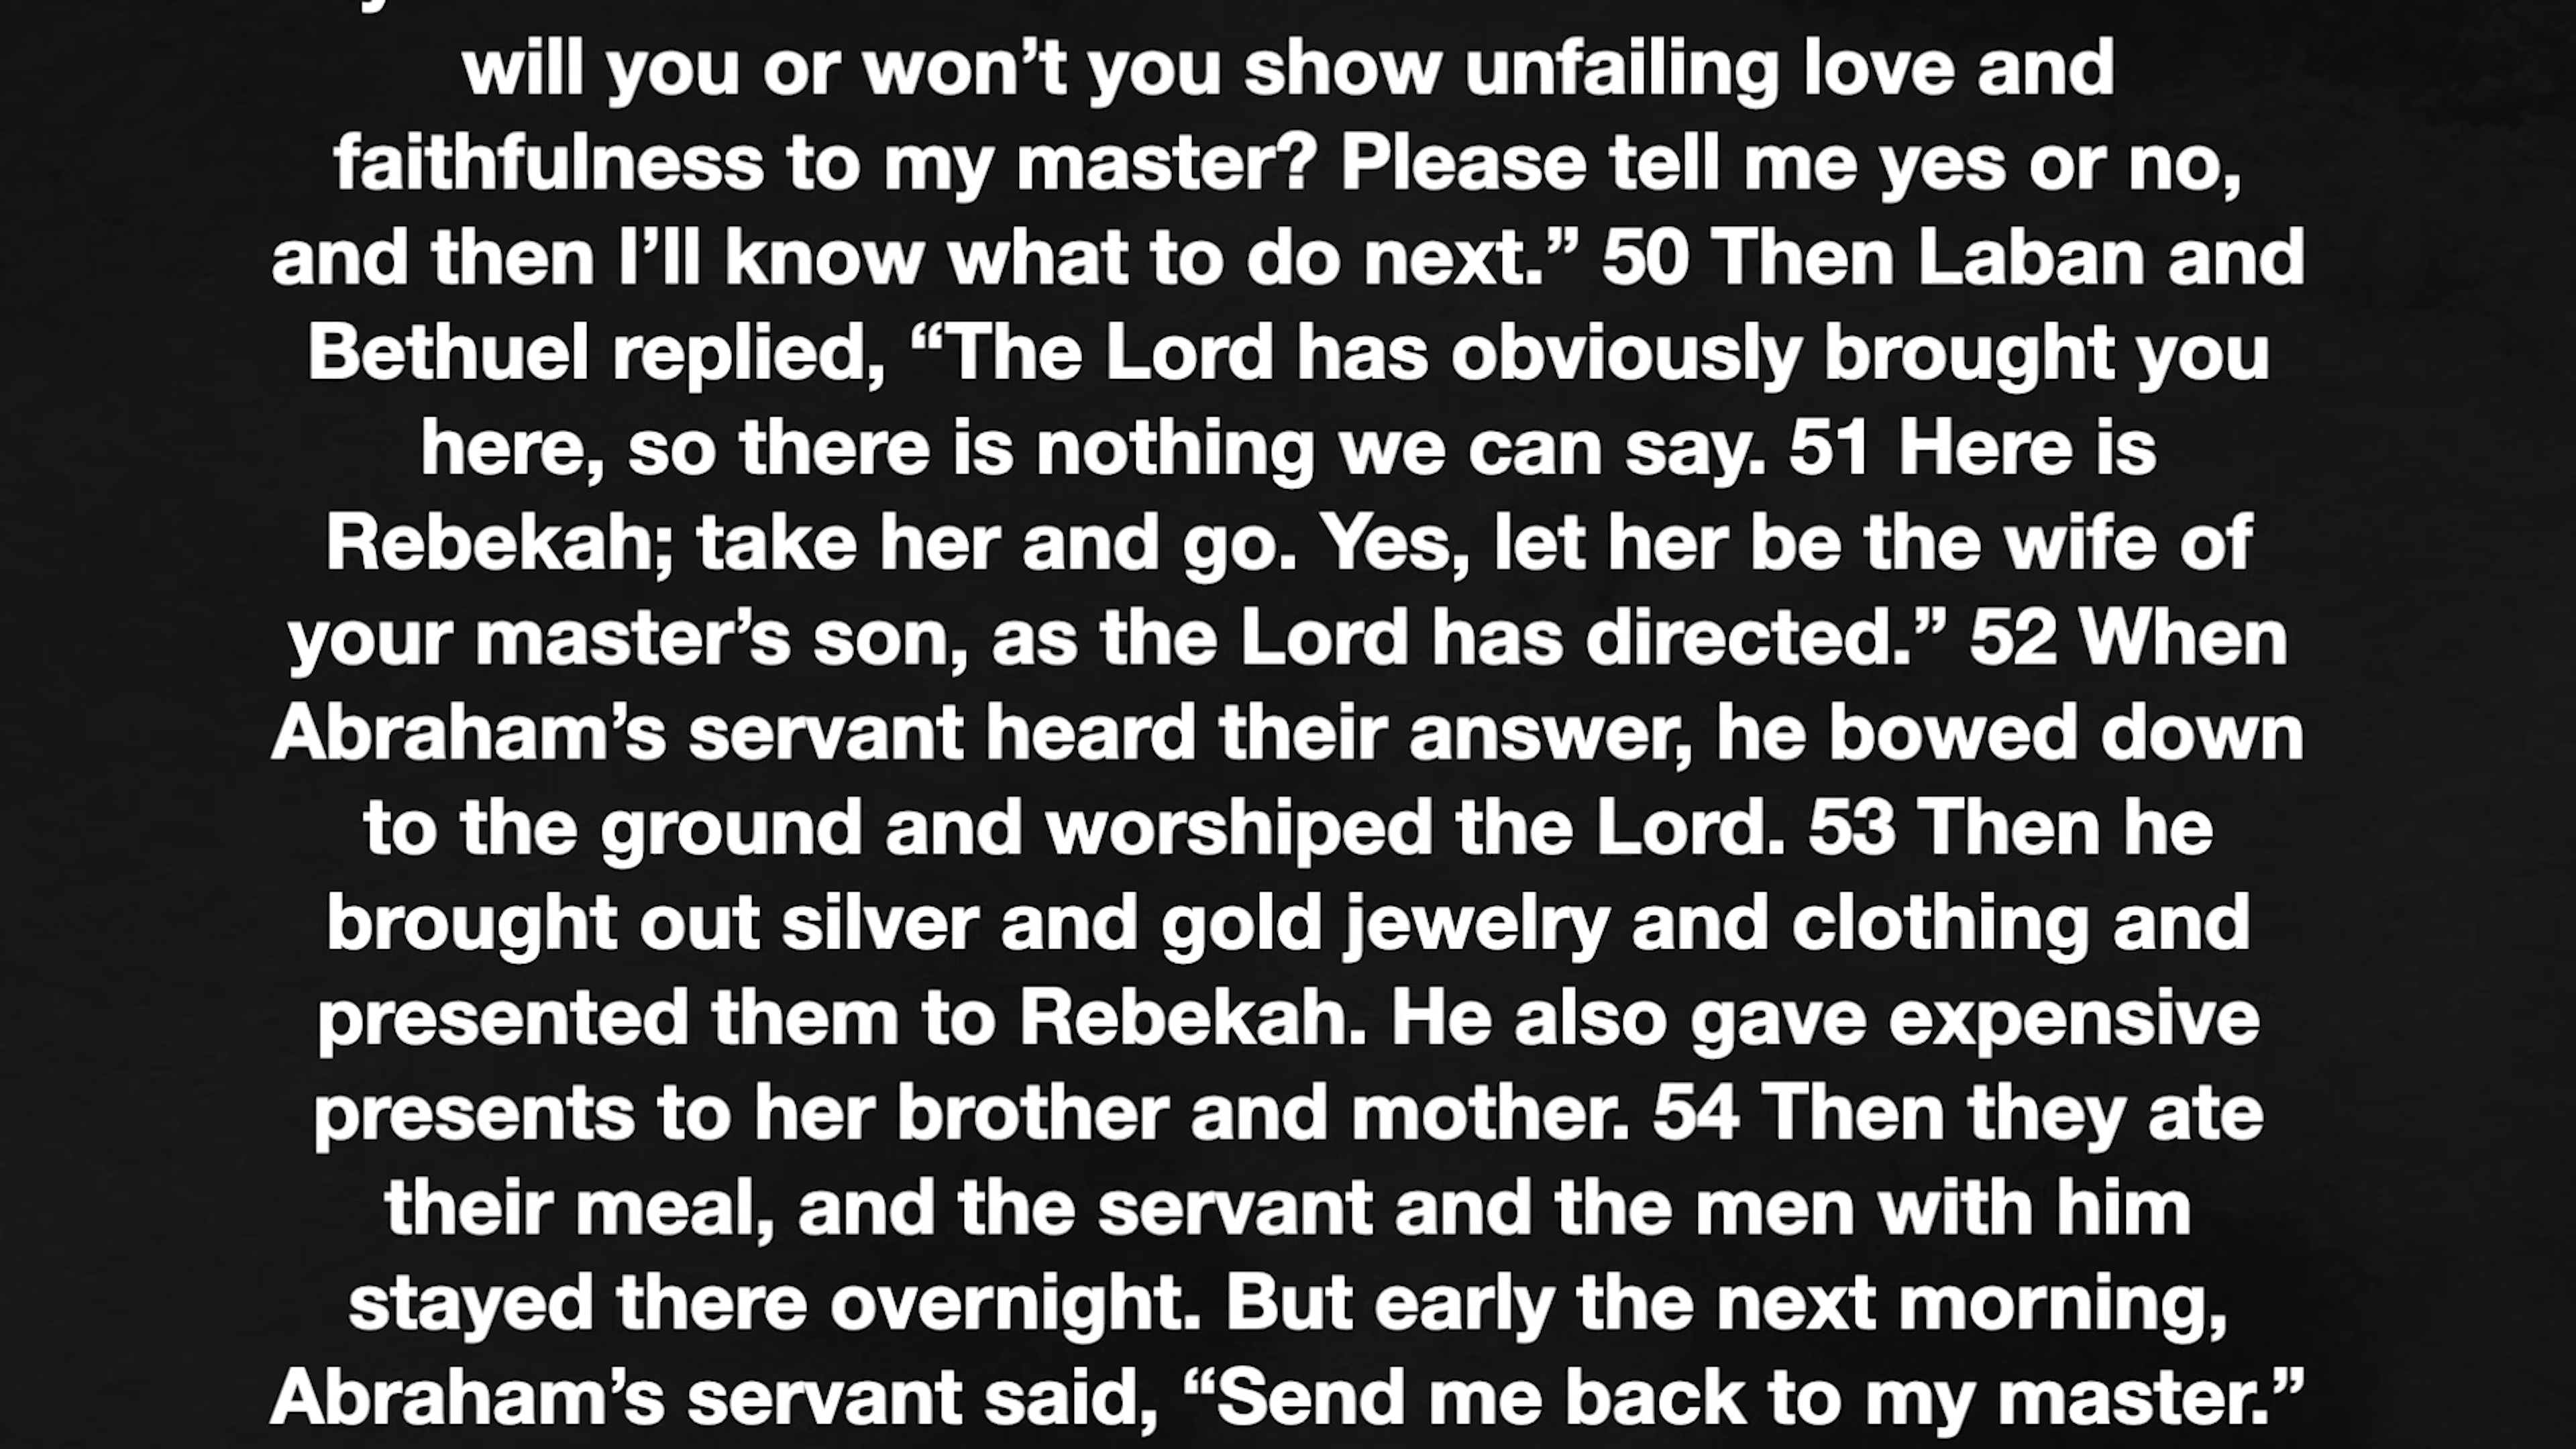 will you or won’t you show unfailing love and
faithfulness to my master? Please tell me yes or no,
and then I’ll know what to do next.” 50 Then Laban and
Bethuel replied, “The Lord has obviously brought you
here, so there is nothing we can say. 51 Here is
Rebekah; take her and go. Yes, let her be the wife of
your master’s son, as the Lord has directed.” 52 When
Abraham’s servant heard their answer, he bowed down
to the ground and worshiped the Lord. 53 Then he
brought out silver and gold jewelry and clothing and
presented them to Rebekah. He also gave expensive
presents to her brother and mother. 54 Then they ate
their meal, and the servant and the men with him
stayed there overnight. But early the next morning,
Abraham’s servant said, “Send me back to my master.”